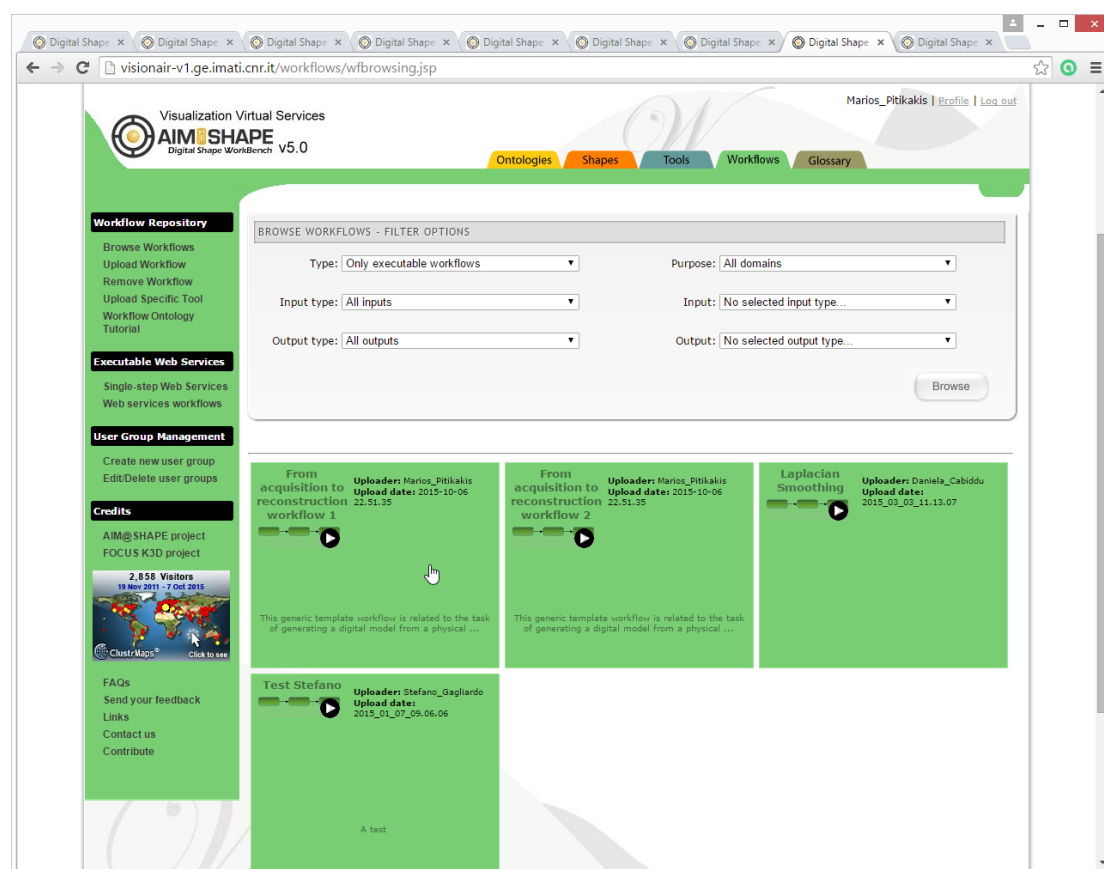 Digital Shape
Digital Shape
Digital Shape
Digital Shape
Digital Shape
Digital Shape
Digital Shape
Digital Shape
Digital Shape
visionair-v1.ge.imati.cnr.it/workflows/wfbrowsing.jsp
Marios_Pitikakis | Profile | Log out
Visualization Virtual Services
AIM@SHAPE
Digital Shape WorkBench v5.0
Ontologies
Shapes
Tools
Workflows
Glossary
Workflow Repository
Browse Workflows
Upload Workflow
Remove Workflow
Upload Specific Tool
Workflow Ontology
Tutorial
Executable Web Services
Single-step Web Services
Web services workflows
User Group Management
Create new user group
Edit/Delete user groups
Credits
AIM@SHAPE project
FOCUS K3D project
2,858 Visitors
19 Nov 2011 - 7 Oct 2015
ClustrMaps®
Click to see
FAQs
Send your feedback
Links
Contact us
Contribute
BROWSE WORKFLOWS - FILTER OPTIONS
Type: Only executable workflows
Purpose: All domains
Input type: All inputs
Input: No selected input type...
Output type: All outputs
Output: No selected output type...
Browse
From
acquisition to
reconstruction
workflow 1
Uploader: Marios_Pitikakis
Upload date: 2015-10-06
22.51.35
This generic template workflow is related to the task
of generating a digital model from a physical ...
From
acquisition to
reconstruction
workflow 2
Uploader: Marios_Pitikakis
Upload date: 2015-10-06
22.51.35
This generic template workflow is related to the task
of generating a digital model from a physical ...
Laplacian
Smoothing
Uploader: Daniela_Cabiddu
Upload date:
2015_03_03_11.13.07
Test Stefano
Uploader: Stefano_Gagliardo
Upload date:
2015_01_07_09.06.06
A test